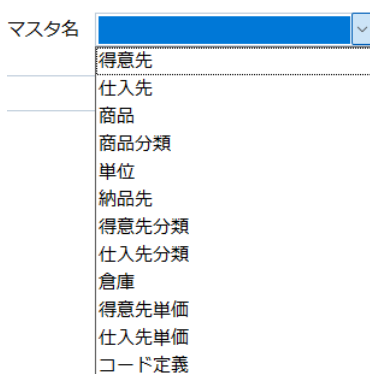 マスタ名
得意先
仕入先
商品
商品分類
単位
納品先
得意先分類
仕入先分類
倉庫
得意先単価
仕入先単価
コード定義